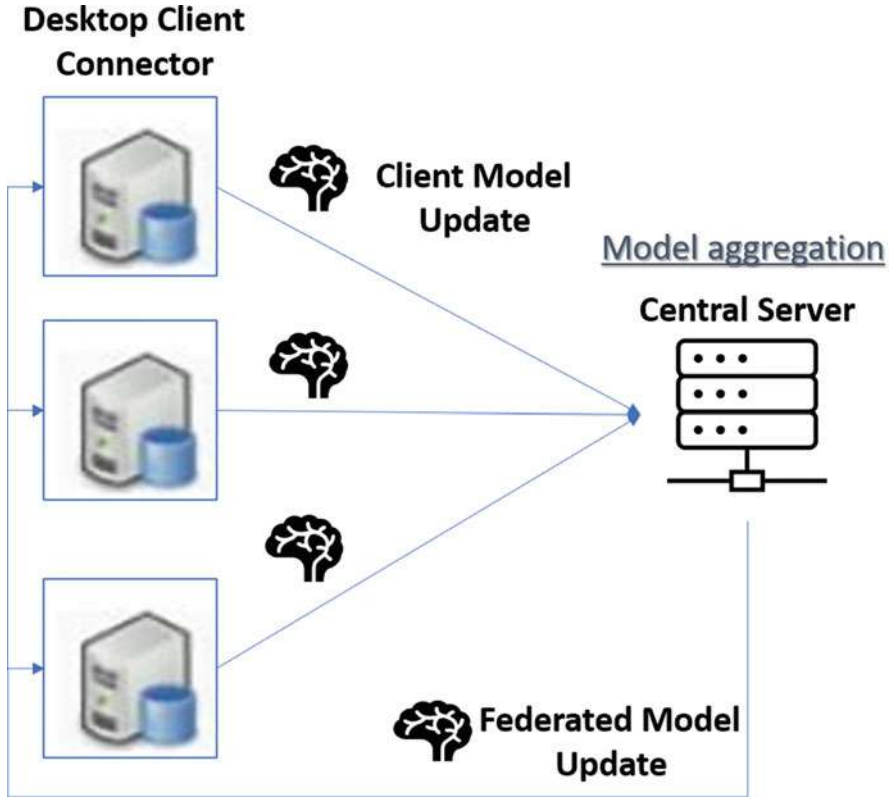 Desktop Client
Connector
Client Model
Update
Model aggregation
Central Server
Federated Model
Update